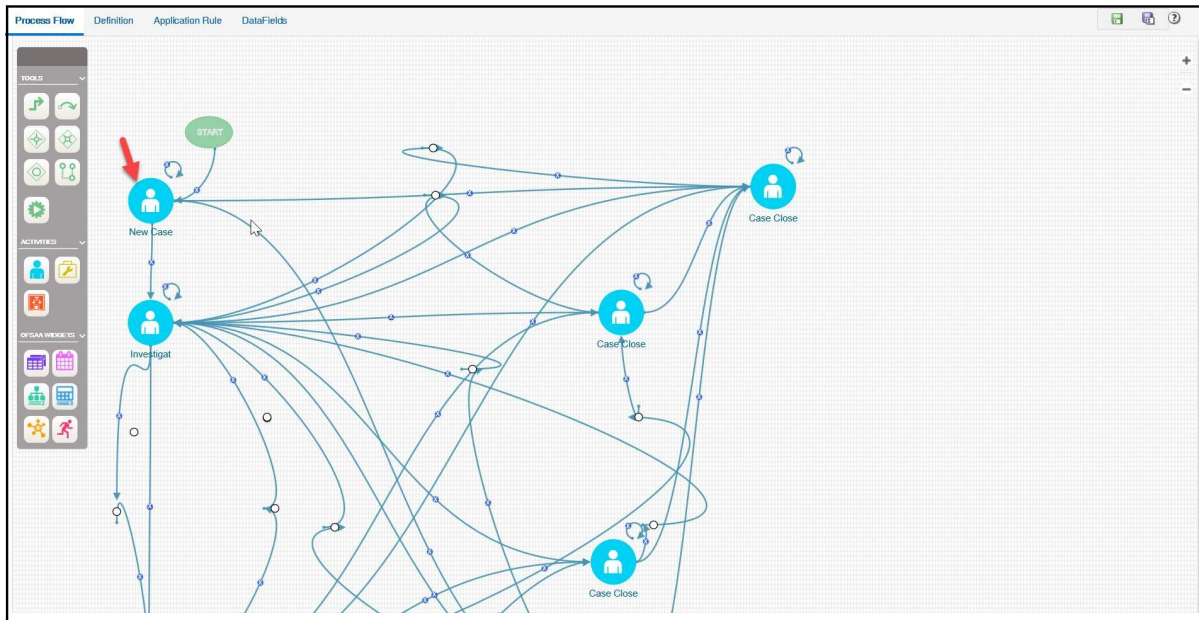 Process Flow
Definition
Application Rule
DataFields
TOOLS
START
New Case
Case Close
ACTIVITIES
Investigat
Case Close
OFSAA WIDGETS
Case Close